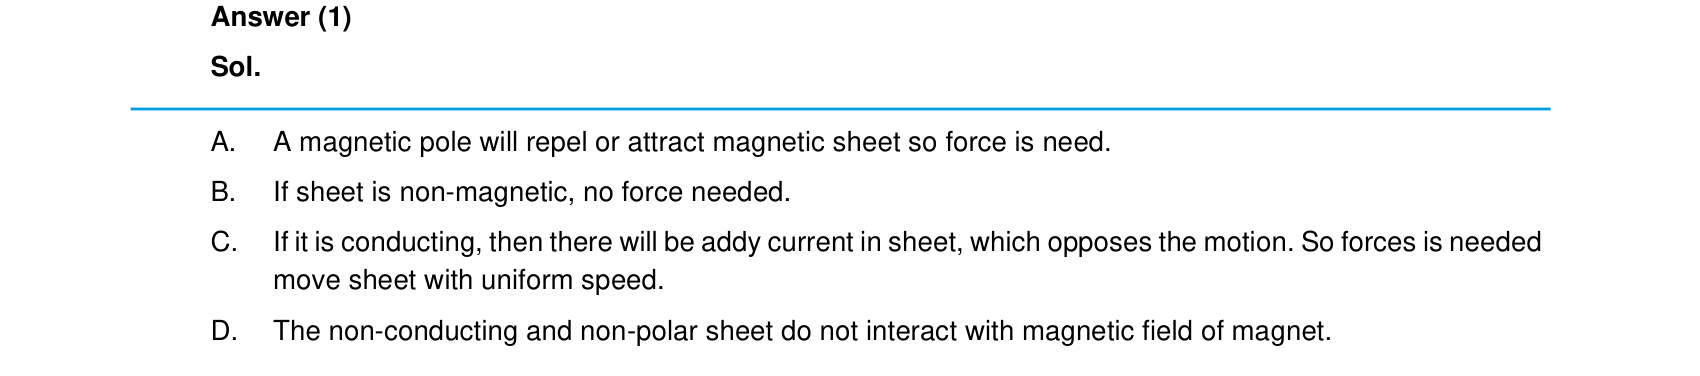 Answer (1)
Sol.
A. A magnetic pole will repel or attract magnetic sheet so force is need.
B. If sheet is non-magnetic, no force needed.
C. If it is conducting, then there will be addy current in sheet, which opposes the motion. So forces is needed
move sheet with uniform speed.
D. The non-conducting and non-polar sheet do not interact with magnetic field of magnet.